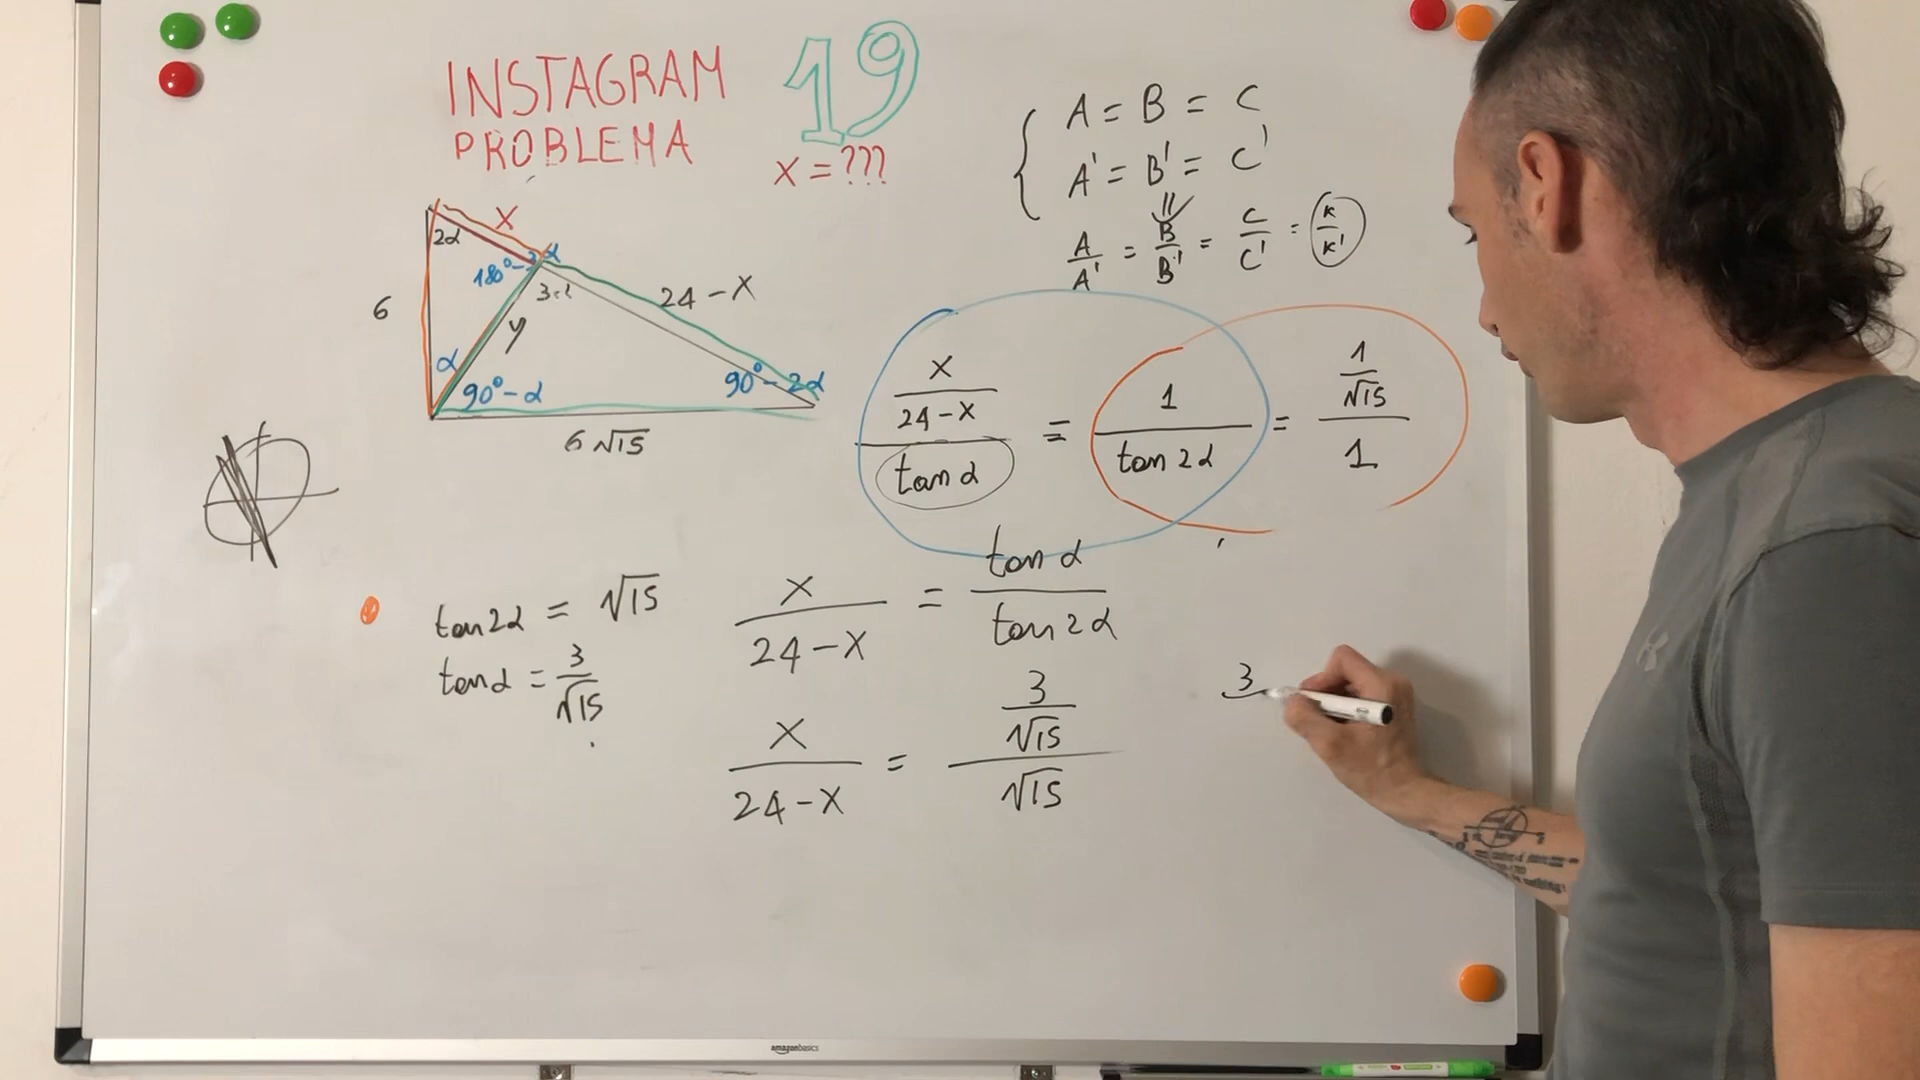 INSTAGRAM 19
PROBLEMA
x = ???
A = B = C
A' = B' = C'
A/A' = B/B' = C/C' = K/K'
x
2α
180° - 3α
3α
24 - x
6
y
α
90° - α
90° - 2α
6 √15
(x/(24 - x))/(tan α) = 1/(tan 2α) = (1/√15)/1
tan 2α = √15
tan α = 3/√15
x/(24 - x) = (tan α)/(tan 2α)
x/(24 - x) = (3/√15)/√15
3
amazonbasics